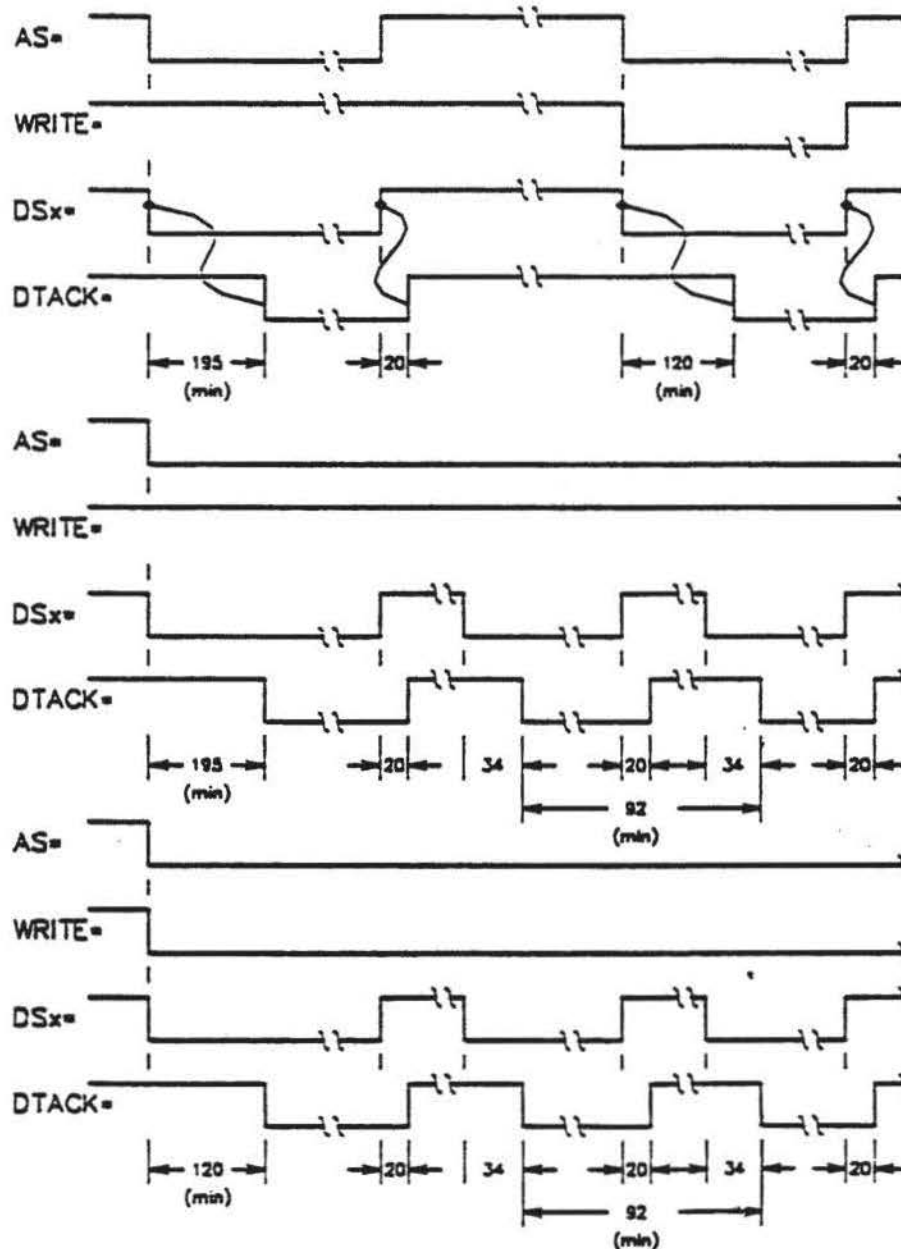 AS=
WRITE=
DSx=
DTACK=
195 20 120 20
(min) (min)
AS=
WRITE=
DSx=
DTACK=
195 20 34 20 34 20
(min)
92
(min)
AS=
WRITE=
DSx=
DTACK=
120 20 34 20 34 20
(min)
92
(min)